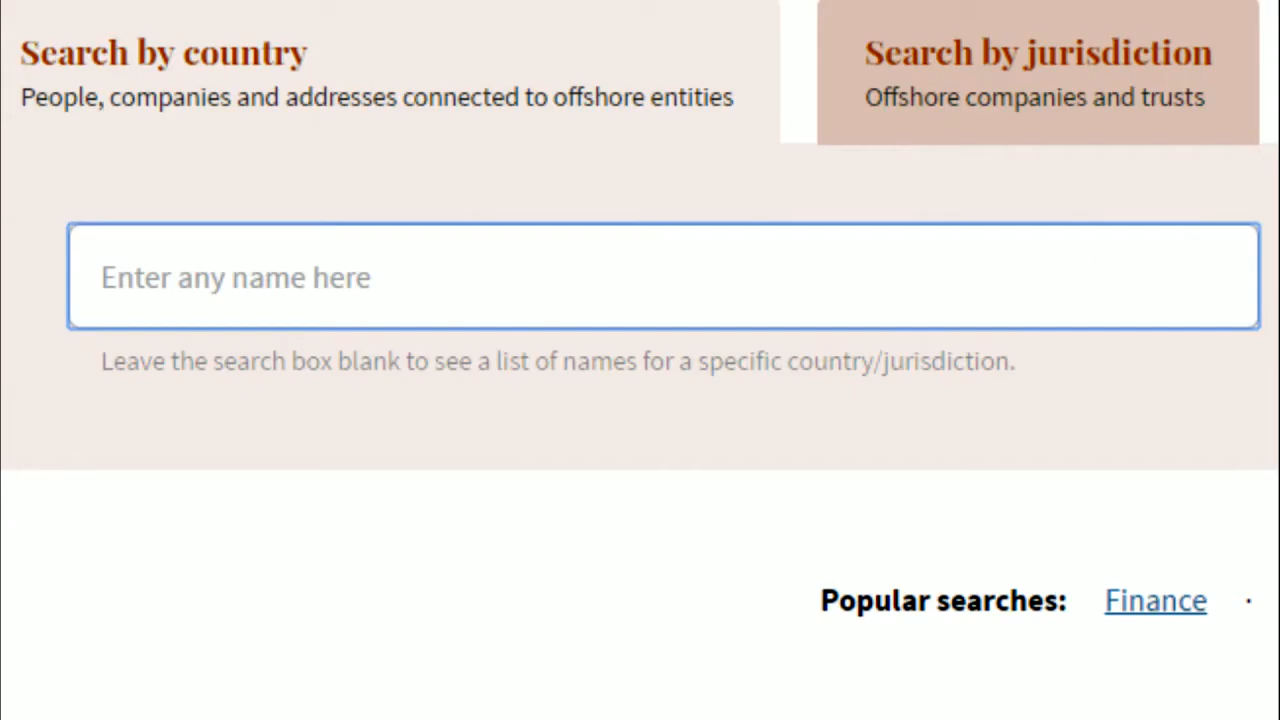 Search by country
People, companies and addresses connected to offshore entities
Search by jurisdiction
Offshore companies and trusts
Enter any name here
Leave the search box blank to see a list of names for a specific country/jurisdiction.
Popular searches: Finance ·